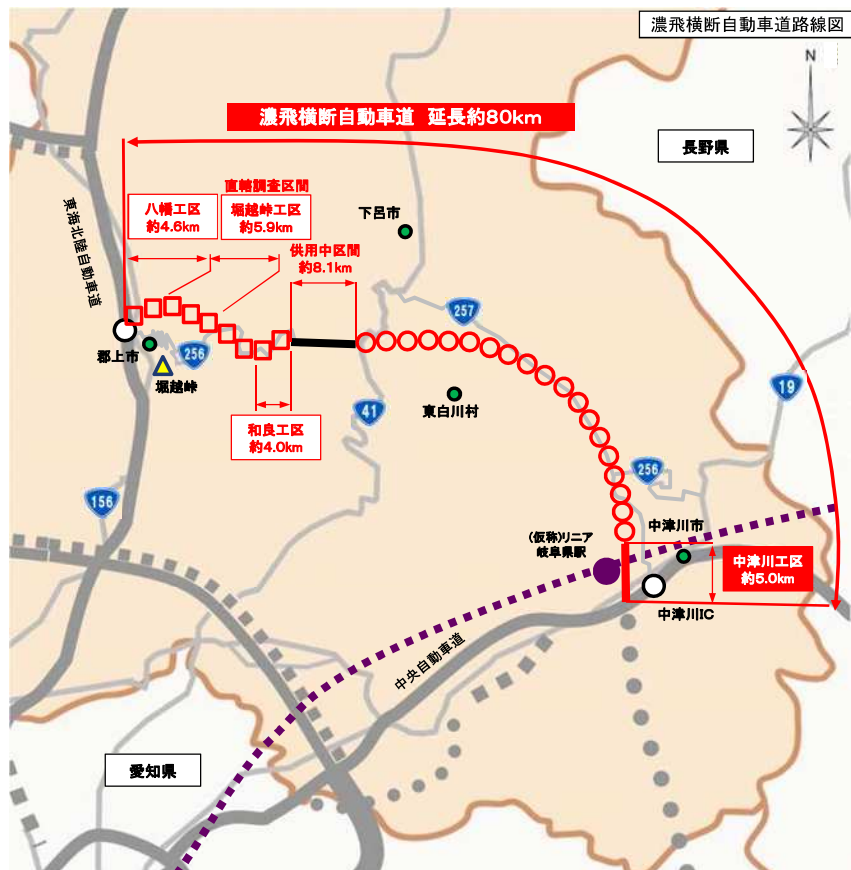 濃飛横断自動車道路線図
N
濃飛横断自動車道 延長約80km
長野県
直轄調査区間
八幡工区
約4.6km
堀越峠工区
約5.9km
下呂市
供用中区間
約8.1km
東海北陸自動車道
257
郡上市
256
堀越峠
19
東白川村
41
和良工区
約4.0km
256
156
中津川市
(仮称)リニア
岐阜県駅
中津川工区
約5.0km
中津川IC
中央自動車道
愛知県